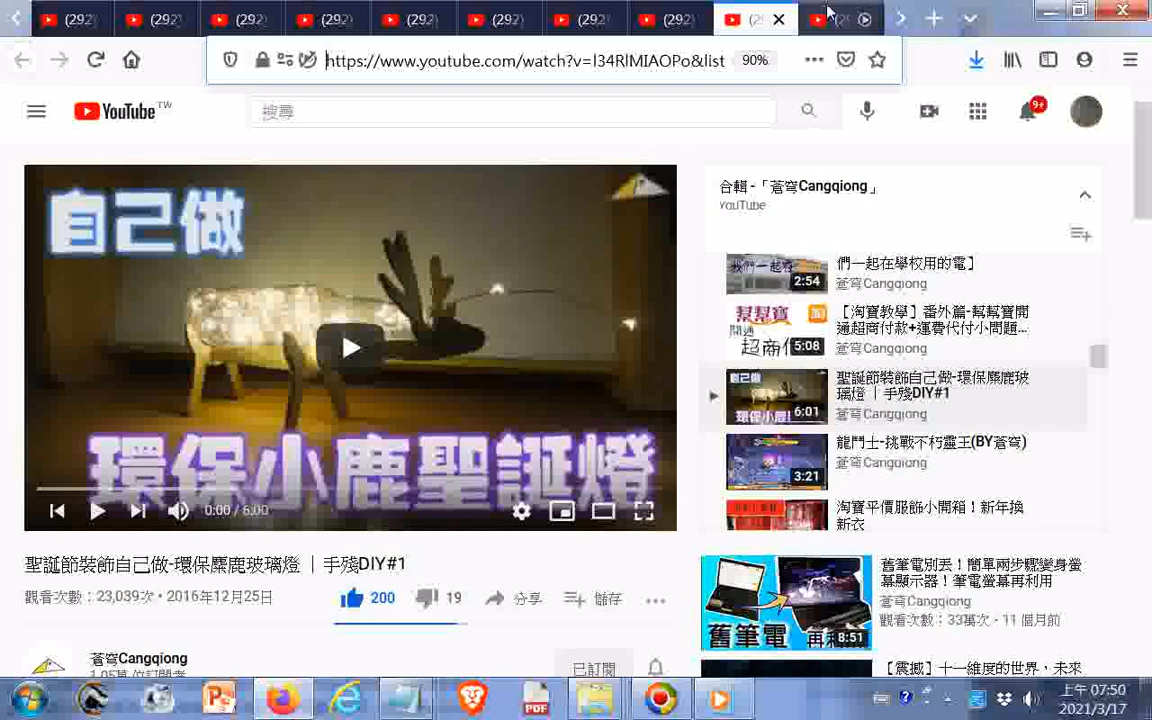 (292)
(292)
(292)
(292)
(292)
(292)
(292)
(292)
https://www.youtube.com/watch?v=l34RlMIAOPo&list
90%
YouTube TW
搜尋
9+
自己做
環保小鹿聖誕燈
0:00 / 6:00
聖誕節裝飾自己做-環保麋鹿玻璃燈 | 手殘DIY#1
觀看次數：23,039次 • 2016年12月25日
200
19
分享
儲存
蒼穹Cangqiong
已訂閱
合輯 -「蒼穹Cangqiong」
YouTube
們一起在學校用的電】
蒼穹Cangqiong
2:54
【淘寶教學】番外篇-幫幫寶開
通超商付款+運費代付小問題...
蒼穹Cangqiong
幫幫寶
開通
5:08
聖誕節裝飾自己做-環保麋鹿玻
璃燈 | 手殘DIY#1
蒼穹Cangqiong
自己做
6:01
龍鬥士-挑戰不朽靈王(BY蒼穹)
蒼穹Cangqiong
3:21
淘寶平價服飾小開箱！新年換
新衣
舊筆電別丟！簡單兩步驟變身螢
幕顯示器！筆電螢幕再利用
蒼穹Cangqiong
觀看次數：33萬次 • 11 個月前
舊筆電
8:51
【震撼】十一維度的世界，未來
PDF
上午 07:50
2021/3/17